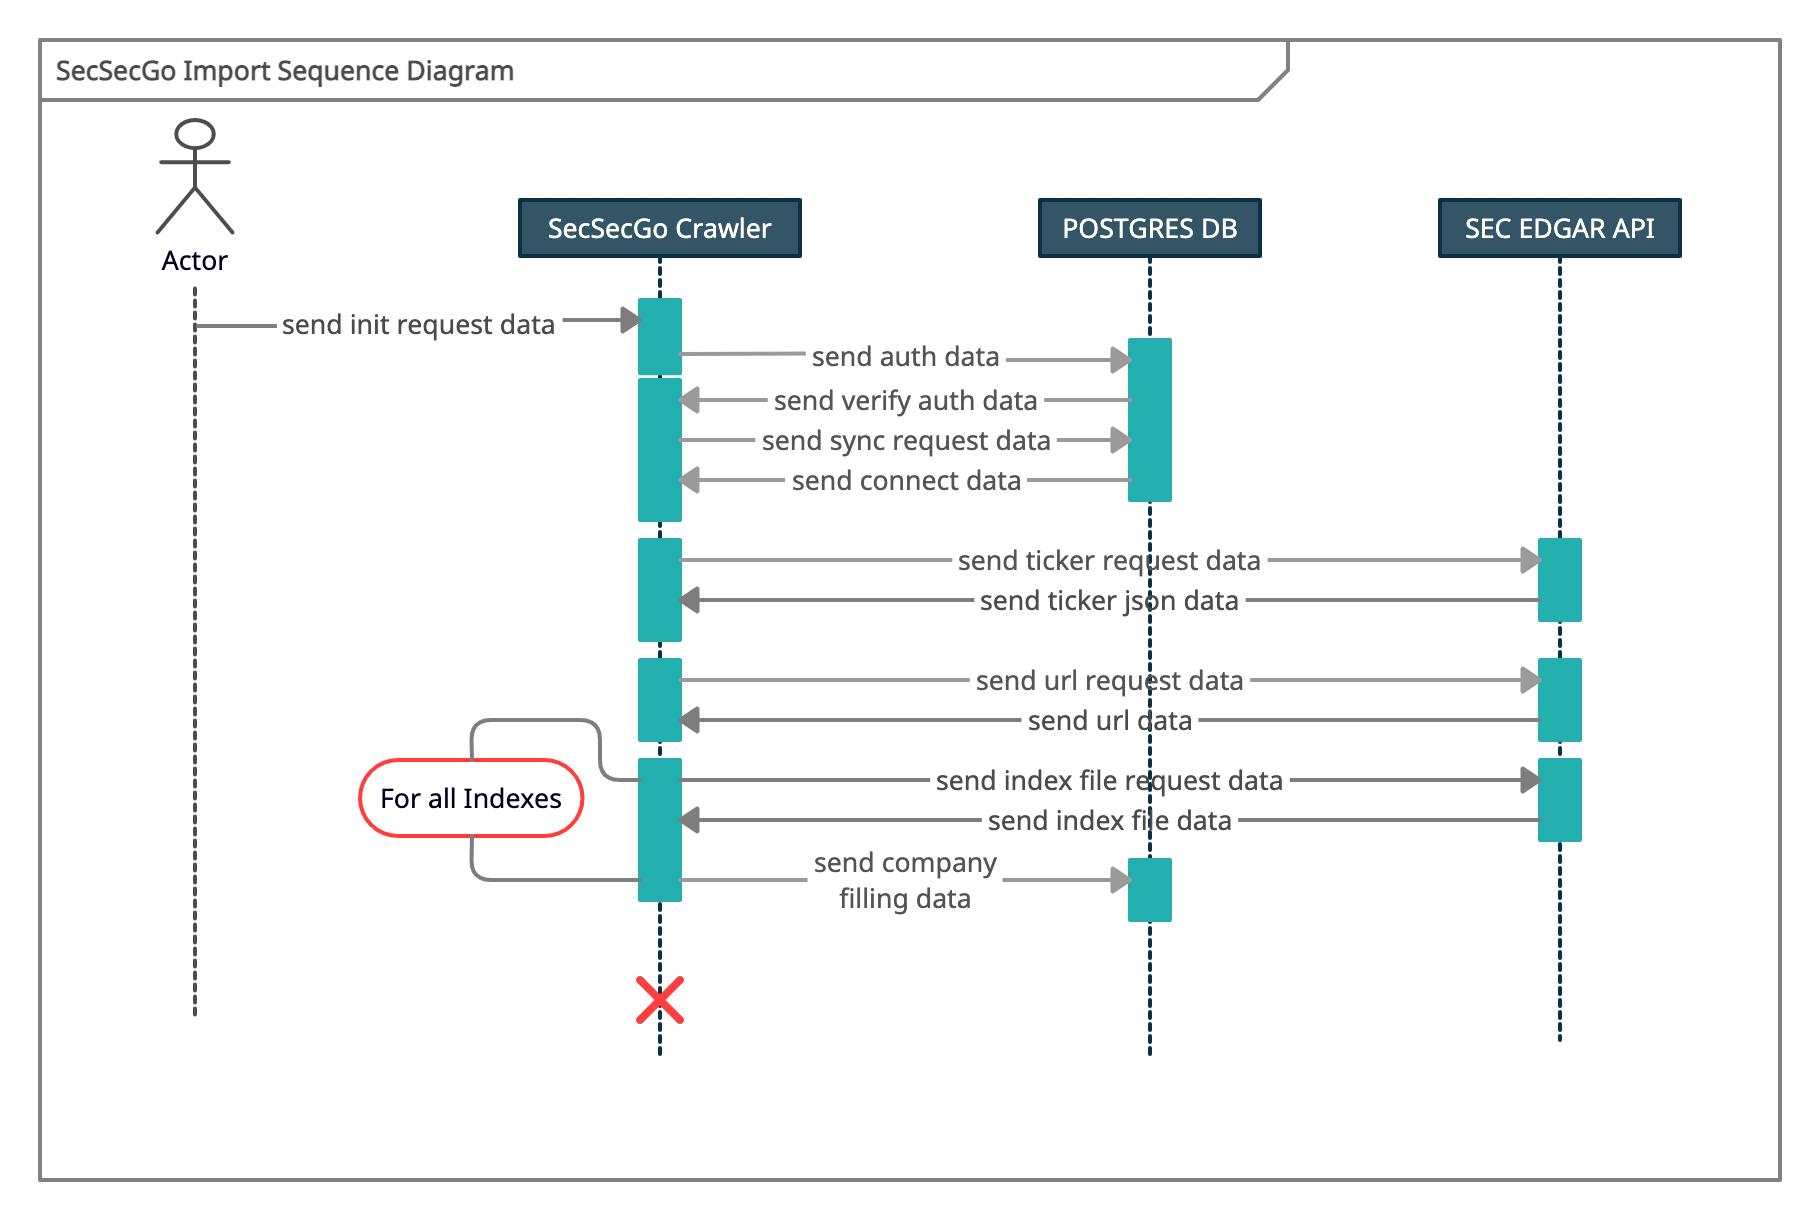 SecSecGo Import Sequence Diagram
Actor
SecSecGo Crawler
POSTGRES DB
SEC EDGAR API
send init request data
send auth data
send verify auth data
send sync request data
send connect data
send ticker request data
send ticker json data
send url request data
send url data
For all Indexes
send index file request data
send index file data
send company
filling data